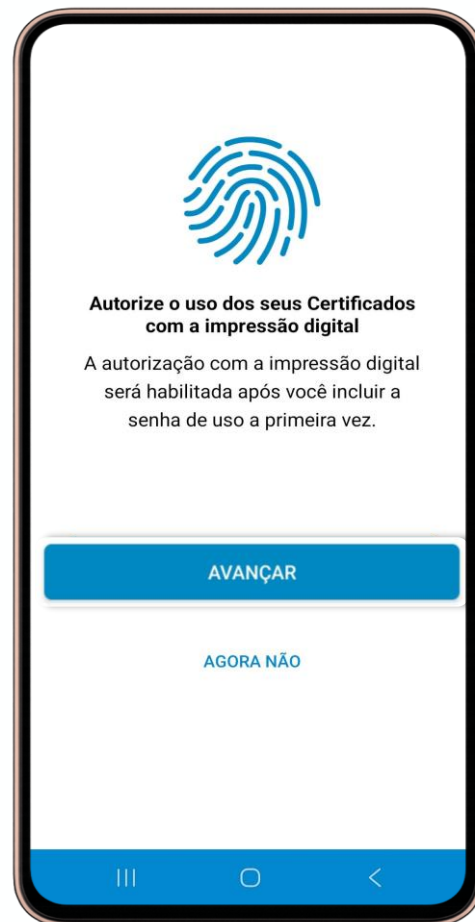 Autorize o uso dos seus Certificados
com a impressão digital
A autorização com a impressão digital
será habilitada após você incluir a
senha de uso a primeira vez.
AVANÇAR
AGORA NÃO